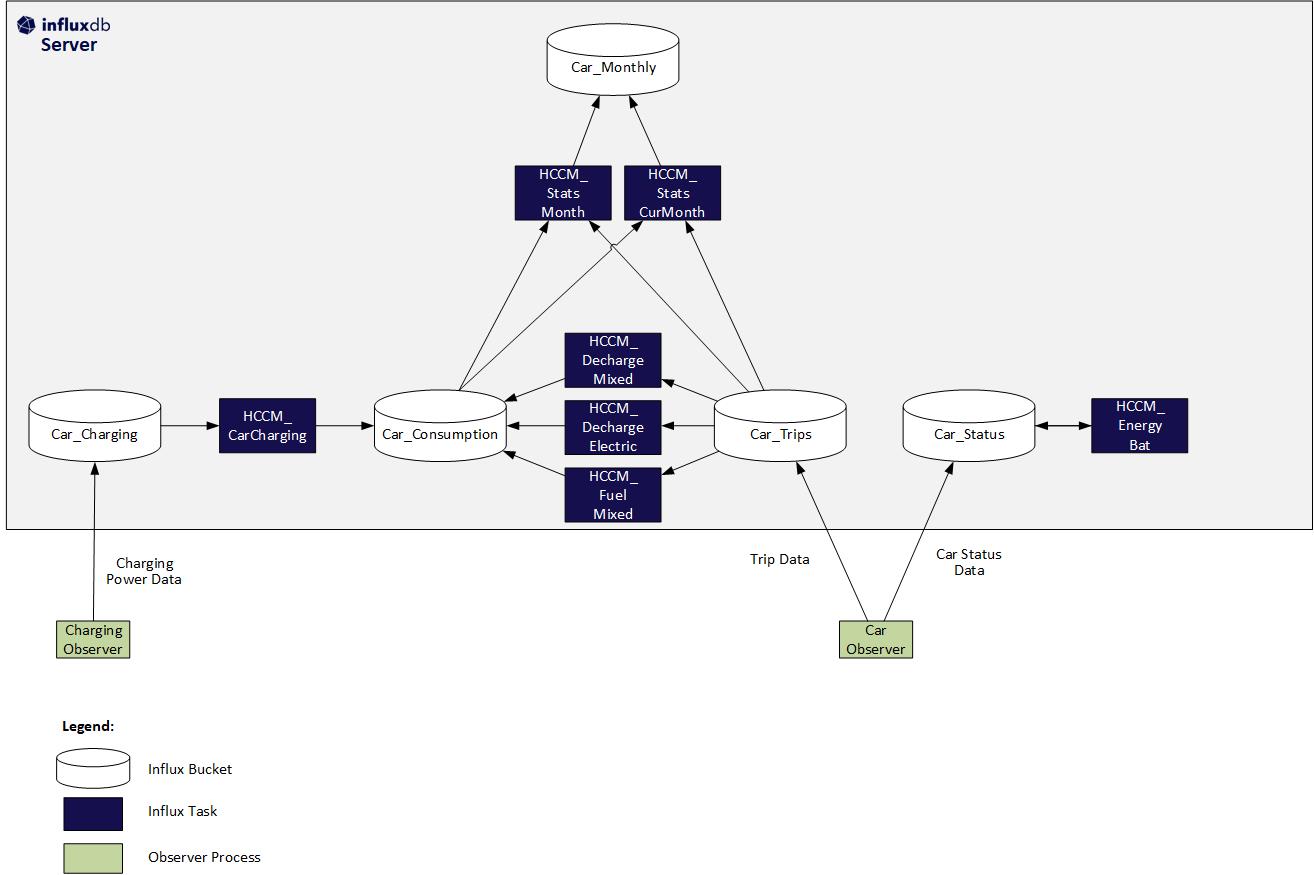 influxdb
Server
Car_Monthly
HCCM_
Stats
Month
HCCM_
Stats
CurMonth
HCCM_
Decharge
Mixed
HCCM_
Decharge
Electric
HCCM_
Fuel
Mixed
Car_Charging
HCCM_
CarCharging
Car_Consumption
Car_Trips
Car_Status
HCCM_
Energy
Bat
Charging
Power Data
Trip Data
Car Status
Data
Charging
Observer
Car
Observer
Legend:
Influx Bucket
Influx Task
Observer Process